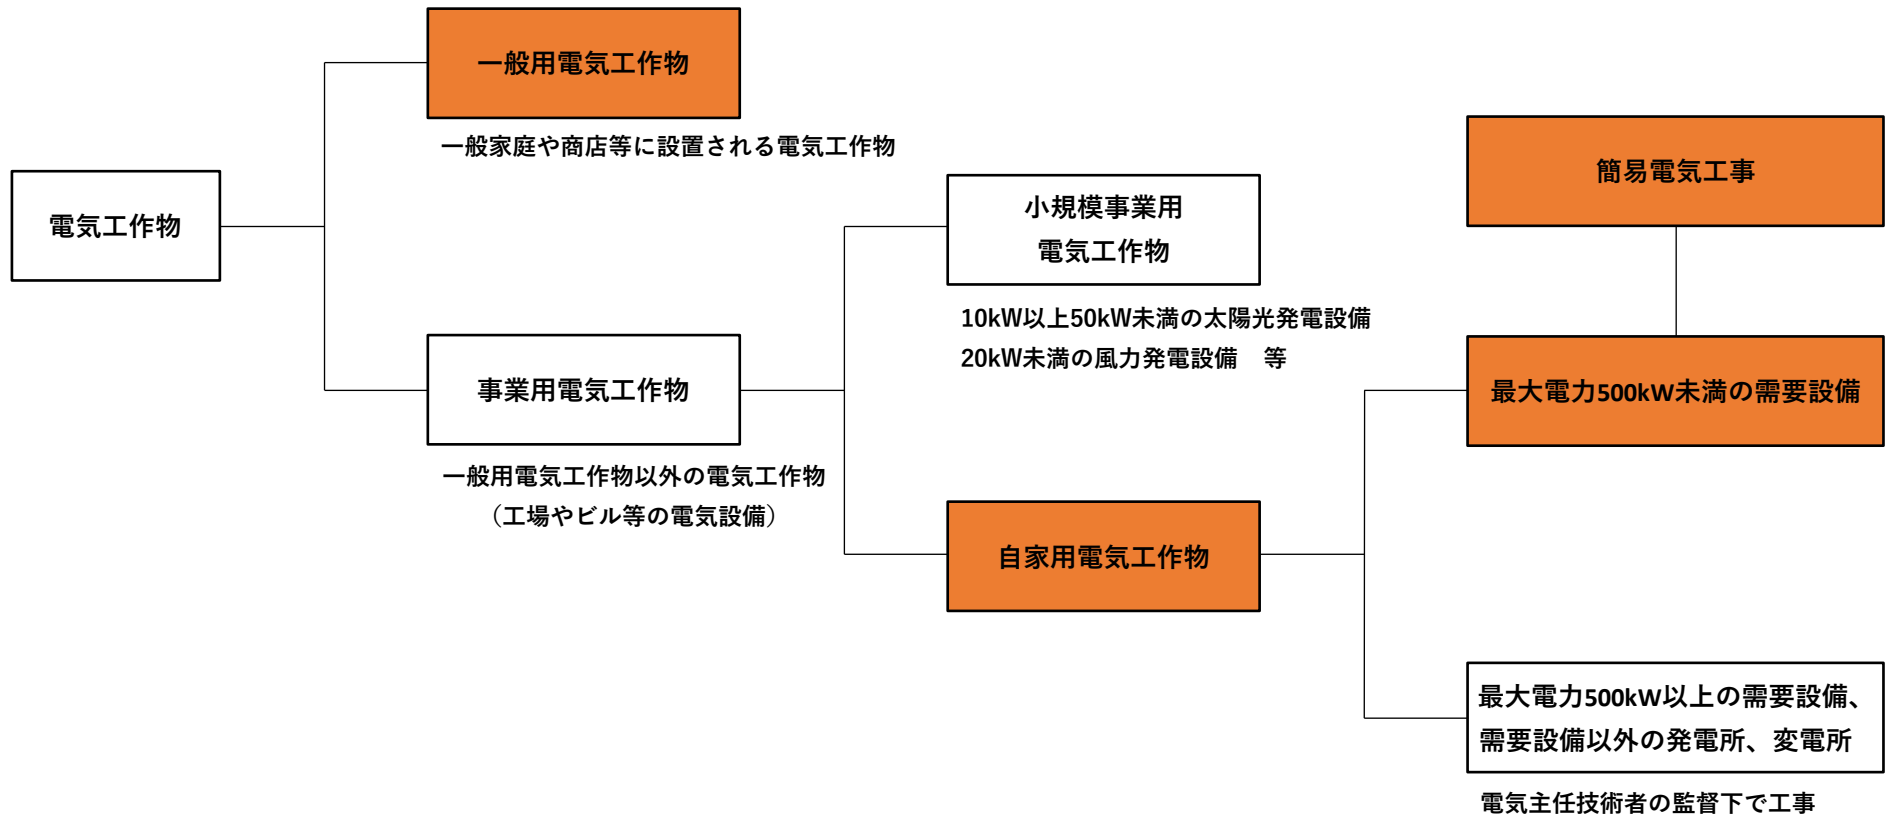 一般用電気工作物
一般家庭や商店等に設置される電気工作物
電気工作物
小規模事業用
電気工作物
10kW以上50kW未満の太陽光発電設備
20kW未満の風力発電設備　等
簡易電気工事
事業用電気工作物
一般用電気工作物以外の電気工作物
（工場やビル等の電気設備）
最大電力500kW未満の需要設備
自家用電気工作物
最大電力500kW以上の需要設備、
需要設備以外の発電所、変電所
電気主任技術者の監督下で工事